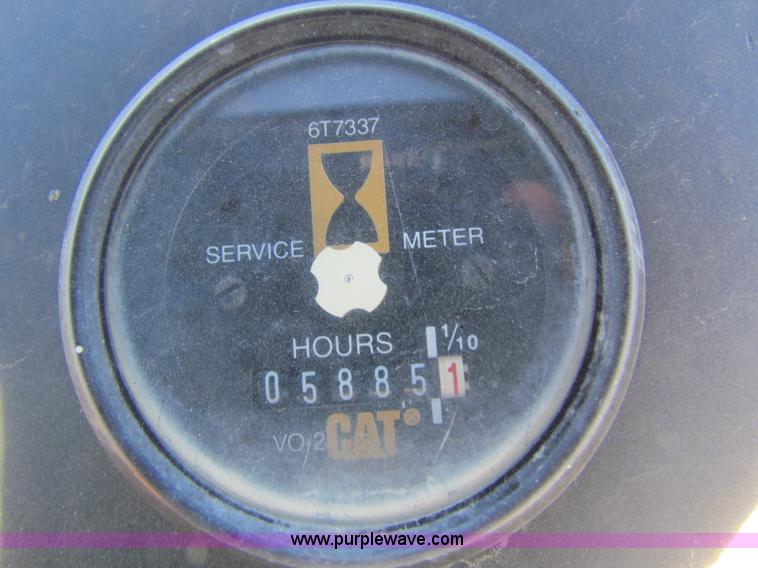 6T7337
SERVICE METER
HOURS 1/10
058851
VO-2
CAT®
www.purplewave.com